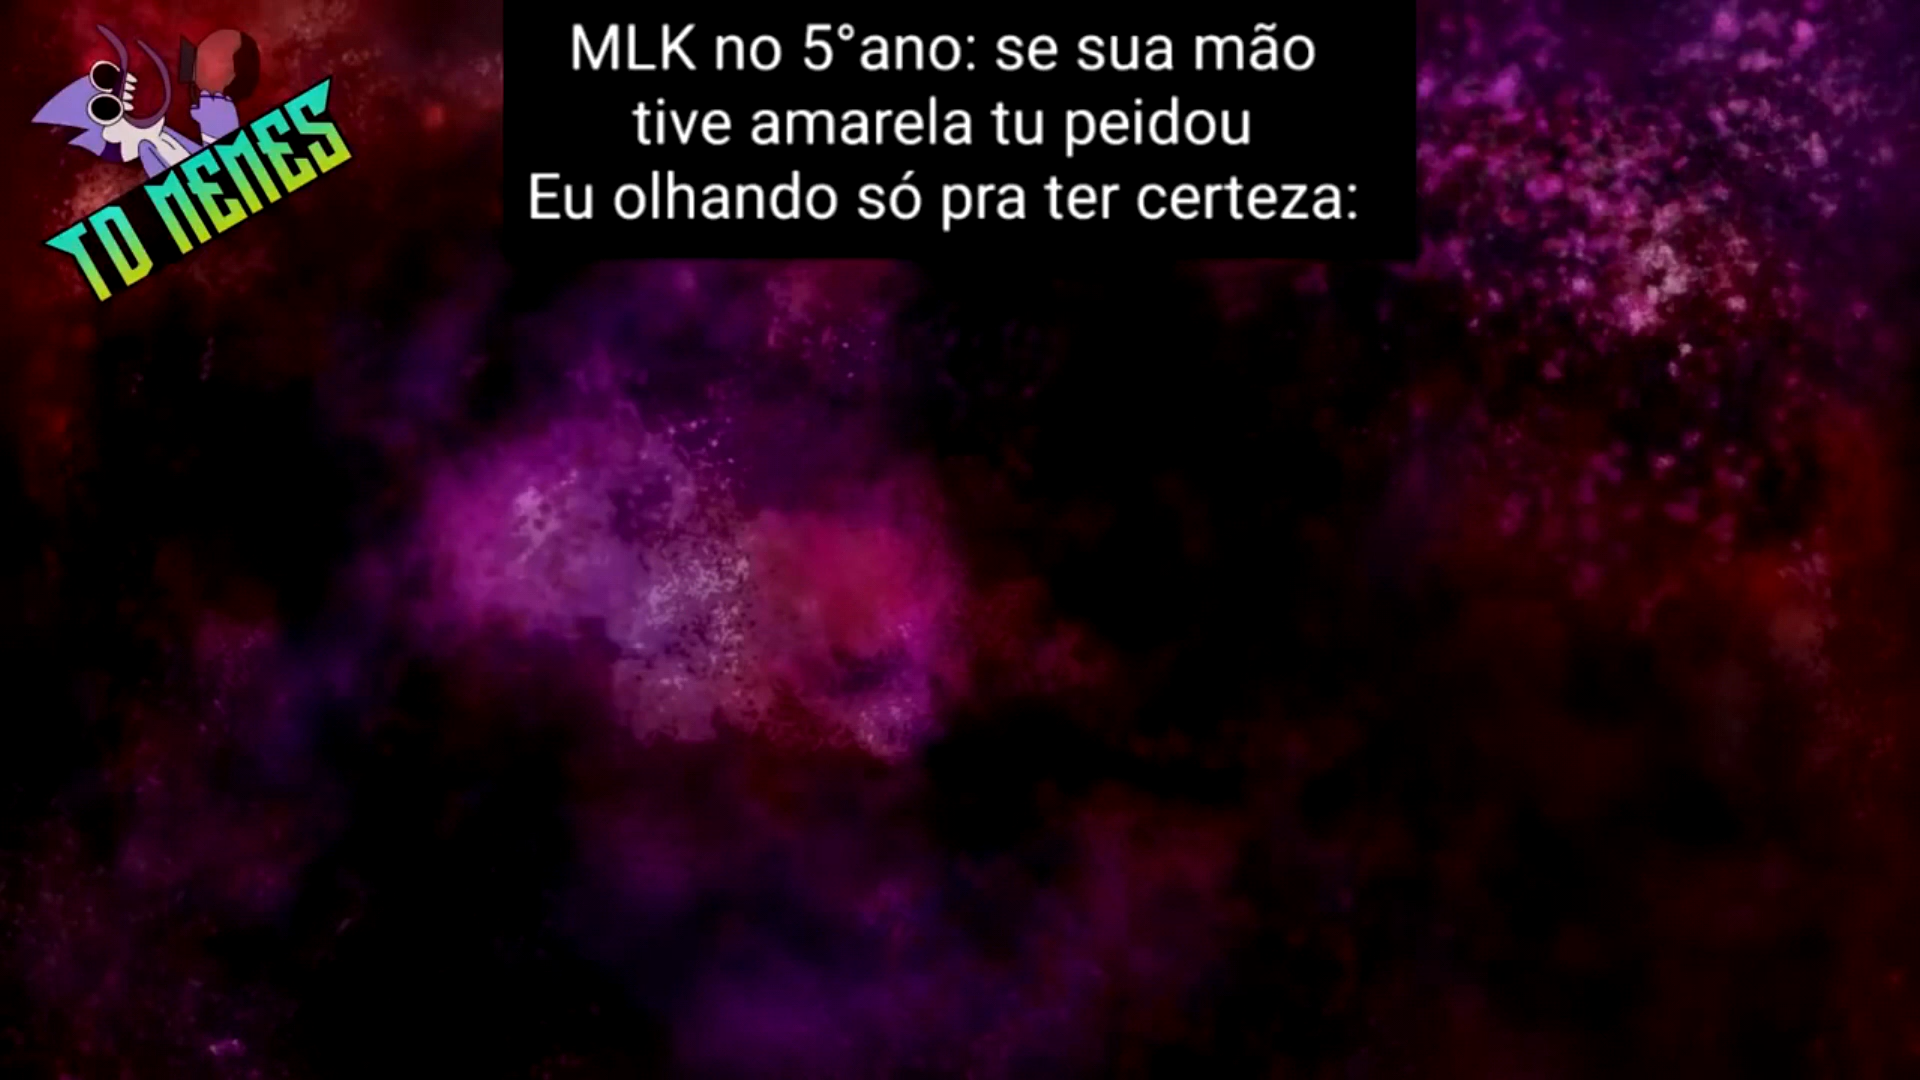 MLK no 5°ano: se sua mão
tive amarela tu peidou
Eu olhando só pra ter certeza:
TD MEMES